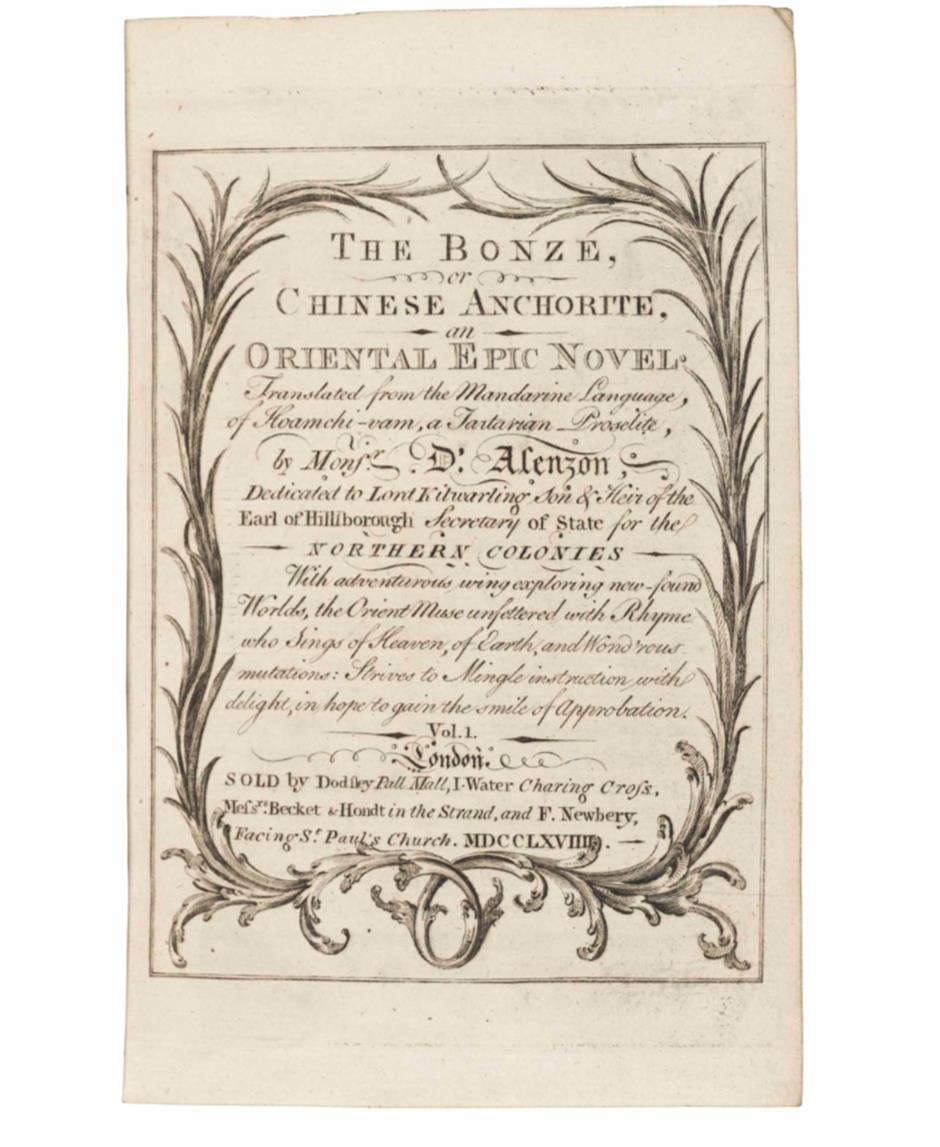 THE BONZE,
or
CHINESE ANCHORITE,
an
ORIENTAL EPIC NOVEL.
Translated from the Mandarine Language,
of Hoamchi-vam, a Tartarian Proselite,
by Monsr. D'. Alenzon,
Dedicated to Lord Kilwarling Son & Heir of the
Earl of Hillſborough Secretary of State for the
NORTHERN COLONIES
With adventurous wing exploring new-found
Worlds, the Orient Muse unfettered with Rhyme
who Sings of Heaven, of Earth, and Wond'rous
mutations: Strives to Mingle instruction with
delight, in hope to gain the smile of Approbation.
Vol. 1.
London.
SOLD by Dodſley Pall Mall, I. Water Charing Croſs,
Meſsrs. Becket & Hondt in the Strand, and F. Newbery,
Facing St. Paul's Church. MDCCLXVIIII.